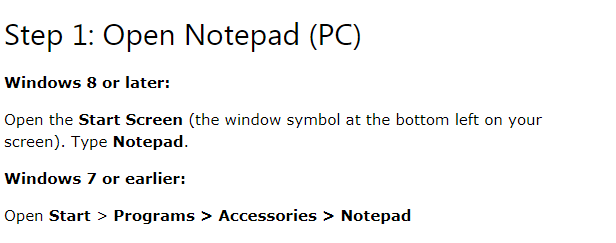 Step 1: Open Notepad (PC)
Windows 8 or later:
Open the Start Screen (the window symbol at the bottom left on your
screen). Type Notepad.
Windows 7 or earlier:
Open Start > Programs > Accessories > Notepad